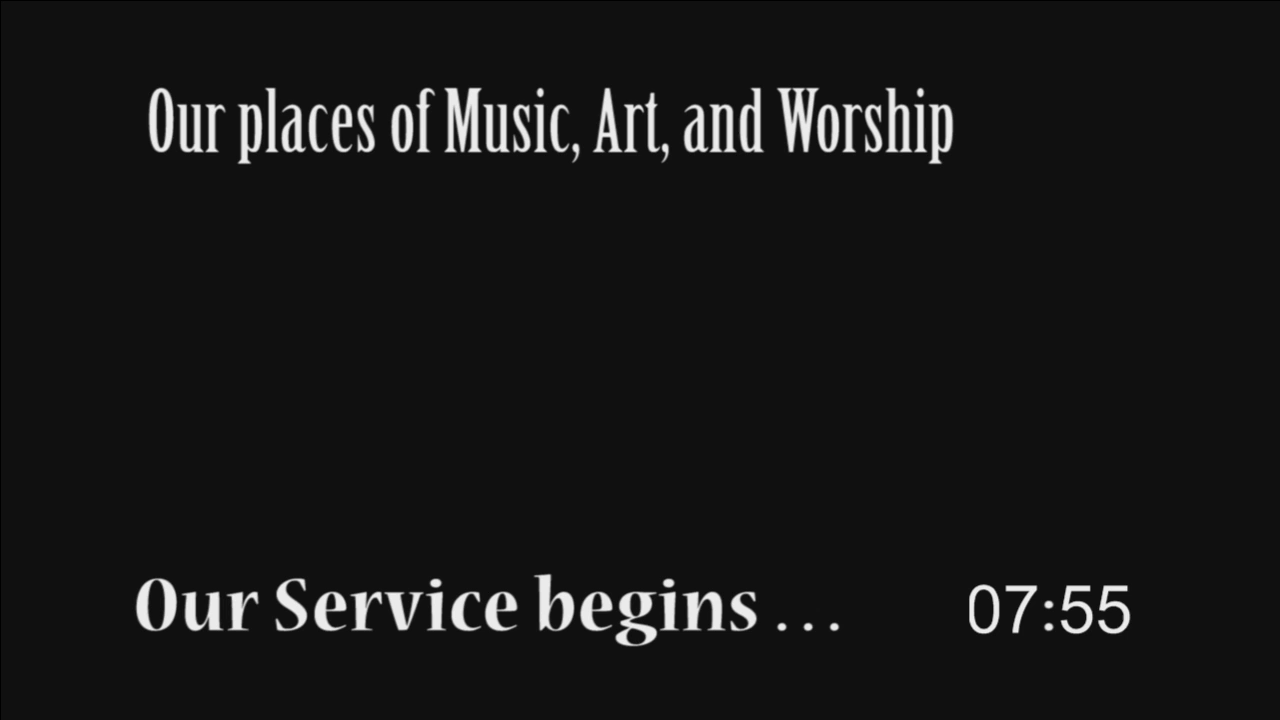 Our places of Music, Art, and Worship
Our Service begins ... 07:55